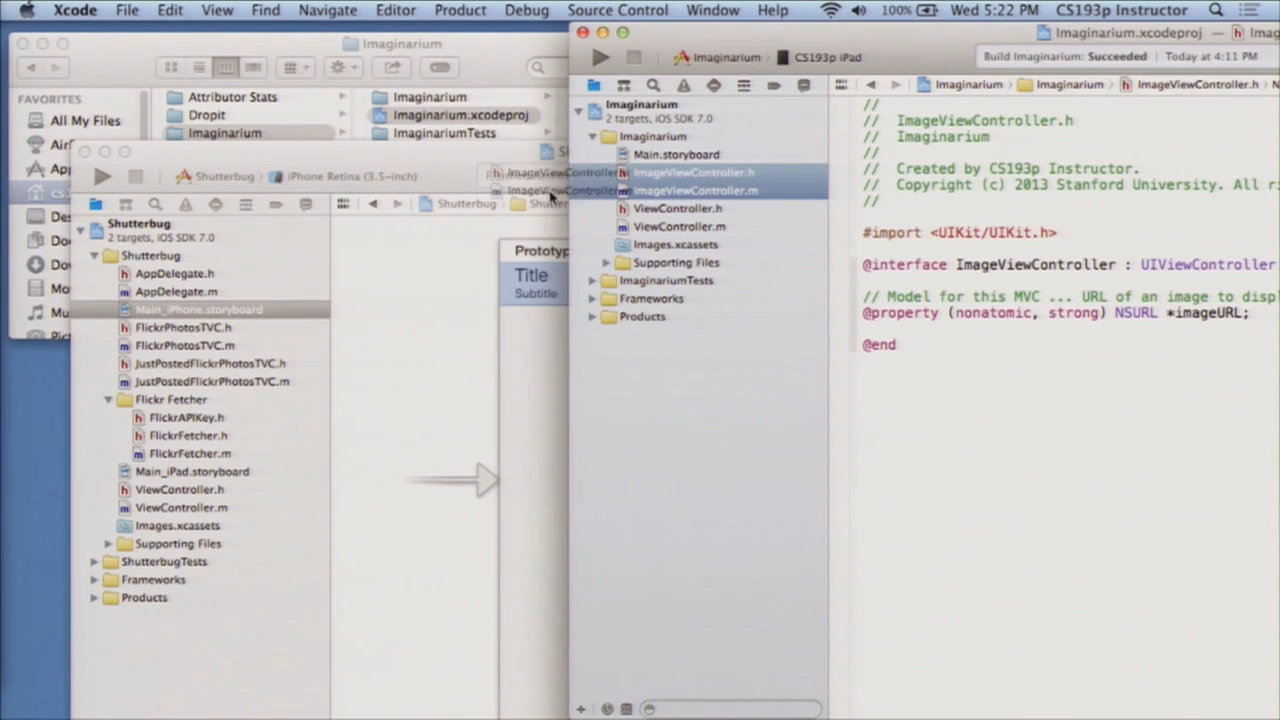 Xcode File Edit View Find Navigate Editor Product Debug Source Control Window Help 100% Wed 5:22 PM CS193p Instructor
Imaginarium
FAVORITES
All My Files
Attributor Stats
Dropit
Imaginarium
Imaginarium
Imaginarium.xcodeproj
ImaginariumTests
Shutterbug iPhone Retina (3.5-inch)
Shutterbug
Shutterbug
2 targets, iOS SDK 7.0
Shutterbug
AppDelegate.h
AppDelegate.m
Main_iPhone.storyboard
FlickrPhotosTVC.h
FlickrPhotosTVC.m
JustPostedFlickrPhotosTVC.h
JustPostedFlickrPhotosTVC.m
Flickr Fetcher
FlickrAPIKey.h
FlickrFetcher.h
FlickrFetcher.m
Main_iPad.storyboard
ViewController.h
ViewController.m
Images.xcassets
Supporting Files
ShutterbugTests
Frameworks
Products
Prototyp
Title
Subtitle
ImageViewController
ImageViewController
Imaginarium.xcodeproj —
Imaginarium CS193p iPad
Build Imaginarium: Succeeded Today at 4:11 PM
Imaginarium Imaginarium ImageViewController.h
Imaginarium
2 targets, iOS SDK 7.0
Imaginarium
Main.storyboard
ImageViewController.h
ImageViewController.m
ViewController.h
ViewController.m
Images.xcassets
Supporting Files
ImaginariumTests
Frameworks
Products
//
// ImageViewController.h
// Imaginarium
//
// Created by CS193p Instructor.
// Copyright (c) 2013 Stanford University. All ri
//
#import <UIKit/UIKit.h>
@interface ImageViewController : UIViewController
// Model for this MVC ... URL of an image to disp
@property (nonatomic, strong) NSURL *imageURL;
@end